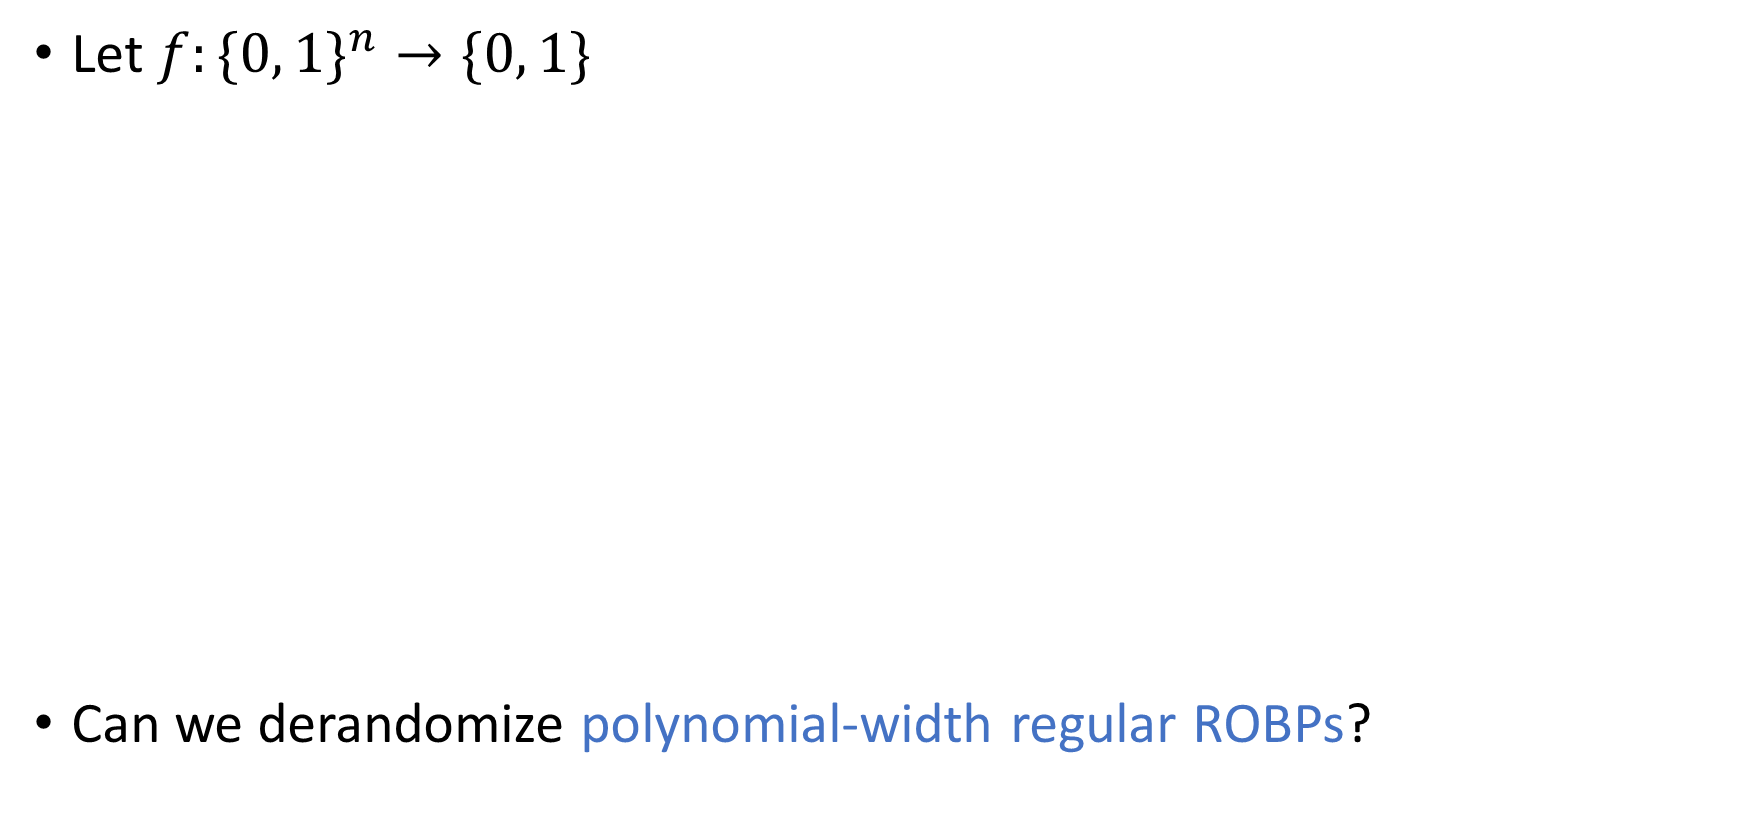 • Let 𝑓: {0, 1}ⁿ → {0, 1}
• Can we derandomize polynomial-width regular ROBPs?